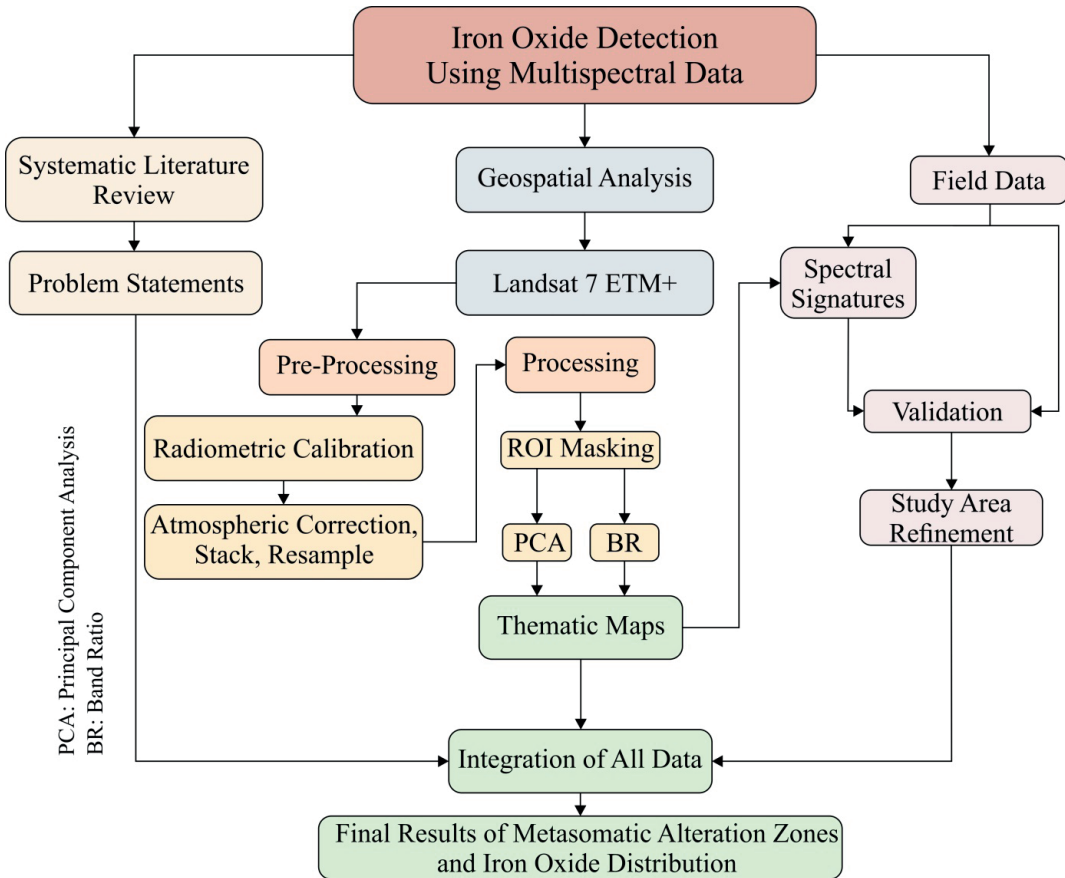 Iron Oxide Detection
Using Multispectral Data
Systematic Literature
Review
Problem Statements
Geospatial Analysis
Landsat 7 ETM+
Field Data
Spectral
Signatures
Pre-Processing
Processing
Radiometric Calibration
ROI Masking
Validation
Atmospheric Correction,
Stack, Resample
PCA
BR
Study Area
Refinement
Thematic Maps
PCA: Principal Component Analysis
BR: Band Ratio
Integration of All Data
Final Results of Metasomatic Alteration Zones
and Iron Oxide Distribution